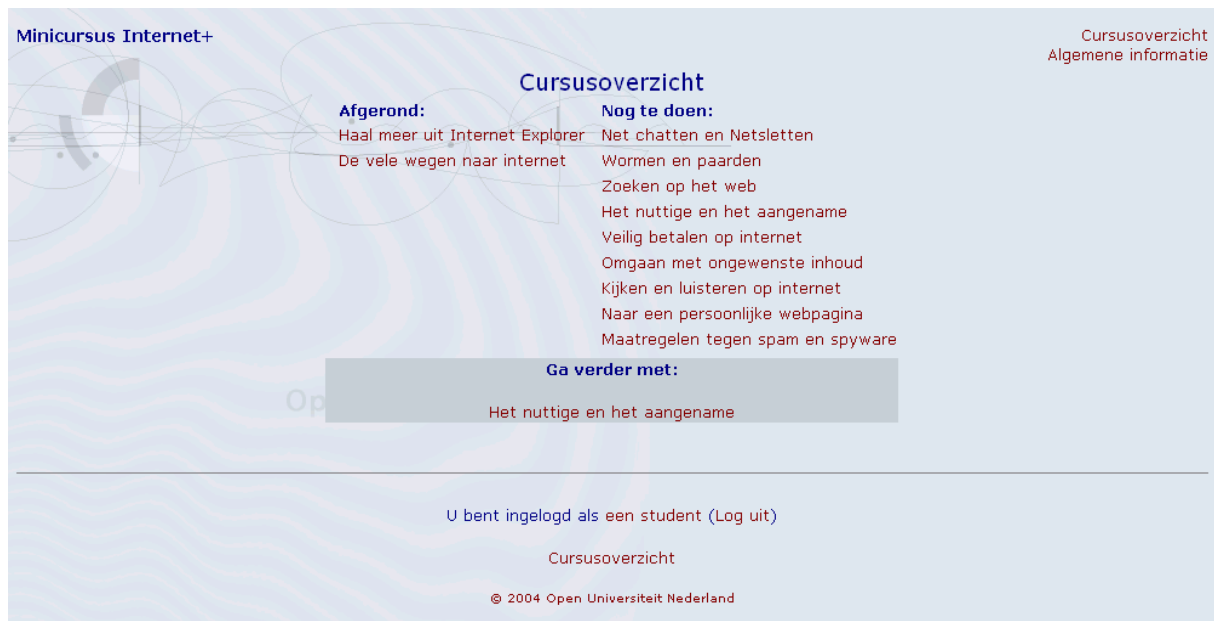 Minicursus Internet+
Cursusoverzicht
Algemene informatie
Cursusoverzicht
Afgerond:
Haal meer uit Internet Explorer
De vele wegen naar internet
Nog te doen:
Net chatten en Netsletten
Wormen en paarden
Zoeken op het web
Het nuttige en het aangename
Veilig betalen op internet
Omgaan met ongewenste inhoud
Kijken en luisteren op internet
Naar een persoonlijke webpagina
Maatregelen tegen spam en spyware
Ga verder met:
Op
Het nuttige en het aangename
U bent ingelogd als een student (Log uit)
Cursusoverzicht
© 2004 Open Universiteit Nederland